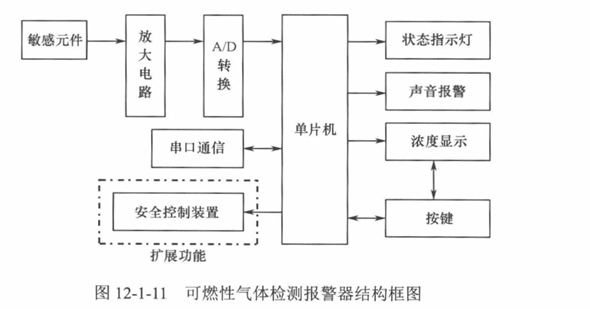 敏感元件
放大电路
A/D
转换
单片机
状态指示灯
声音报警
浓度显示
按键
串口通信
安全控制装置
扩展功能
图 12-1-11 可燃性气体检测报警器结构框图